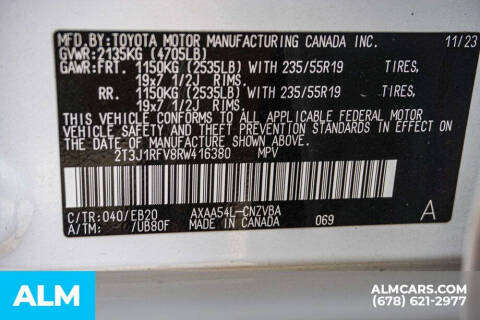 MFD.BY:TOYOTA MOTOR MANUFACTURING CANADA INC. 11/23
GVWR:2135KG (4705LB)
GAWR:FRT. 1150KG (2535LB) WITH 235/55R19 TIRES,
19x7 1/2J RIMS.
RR. 1150KG (2535LB) WITH 235/55R19 TIRES,
19x7 1/2J RIMS.
THIS VEHICLE CONFORMS TO ALL APPLICABLE FEDERAL MOTOR
VEHICLE SAFETY STANDARDS IN EFFECT
ON THE DATE OF MANUFACTURE SHOWN ABOVE.
2T3J1RFV8RW416380 MPV
C/TR:040/EB20 AXAA54L-CNZVBA A
A/TM: /UB80F MADE IN CANADA 069
ALM
ALMCARS.COM
(678) 621-2977